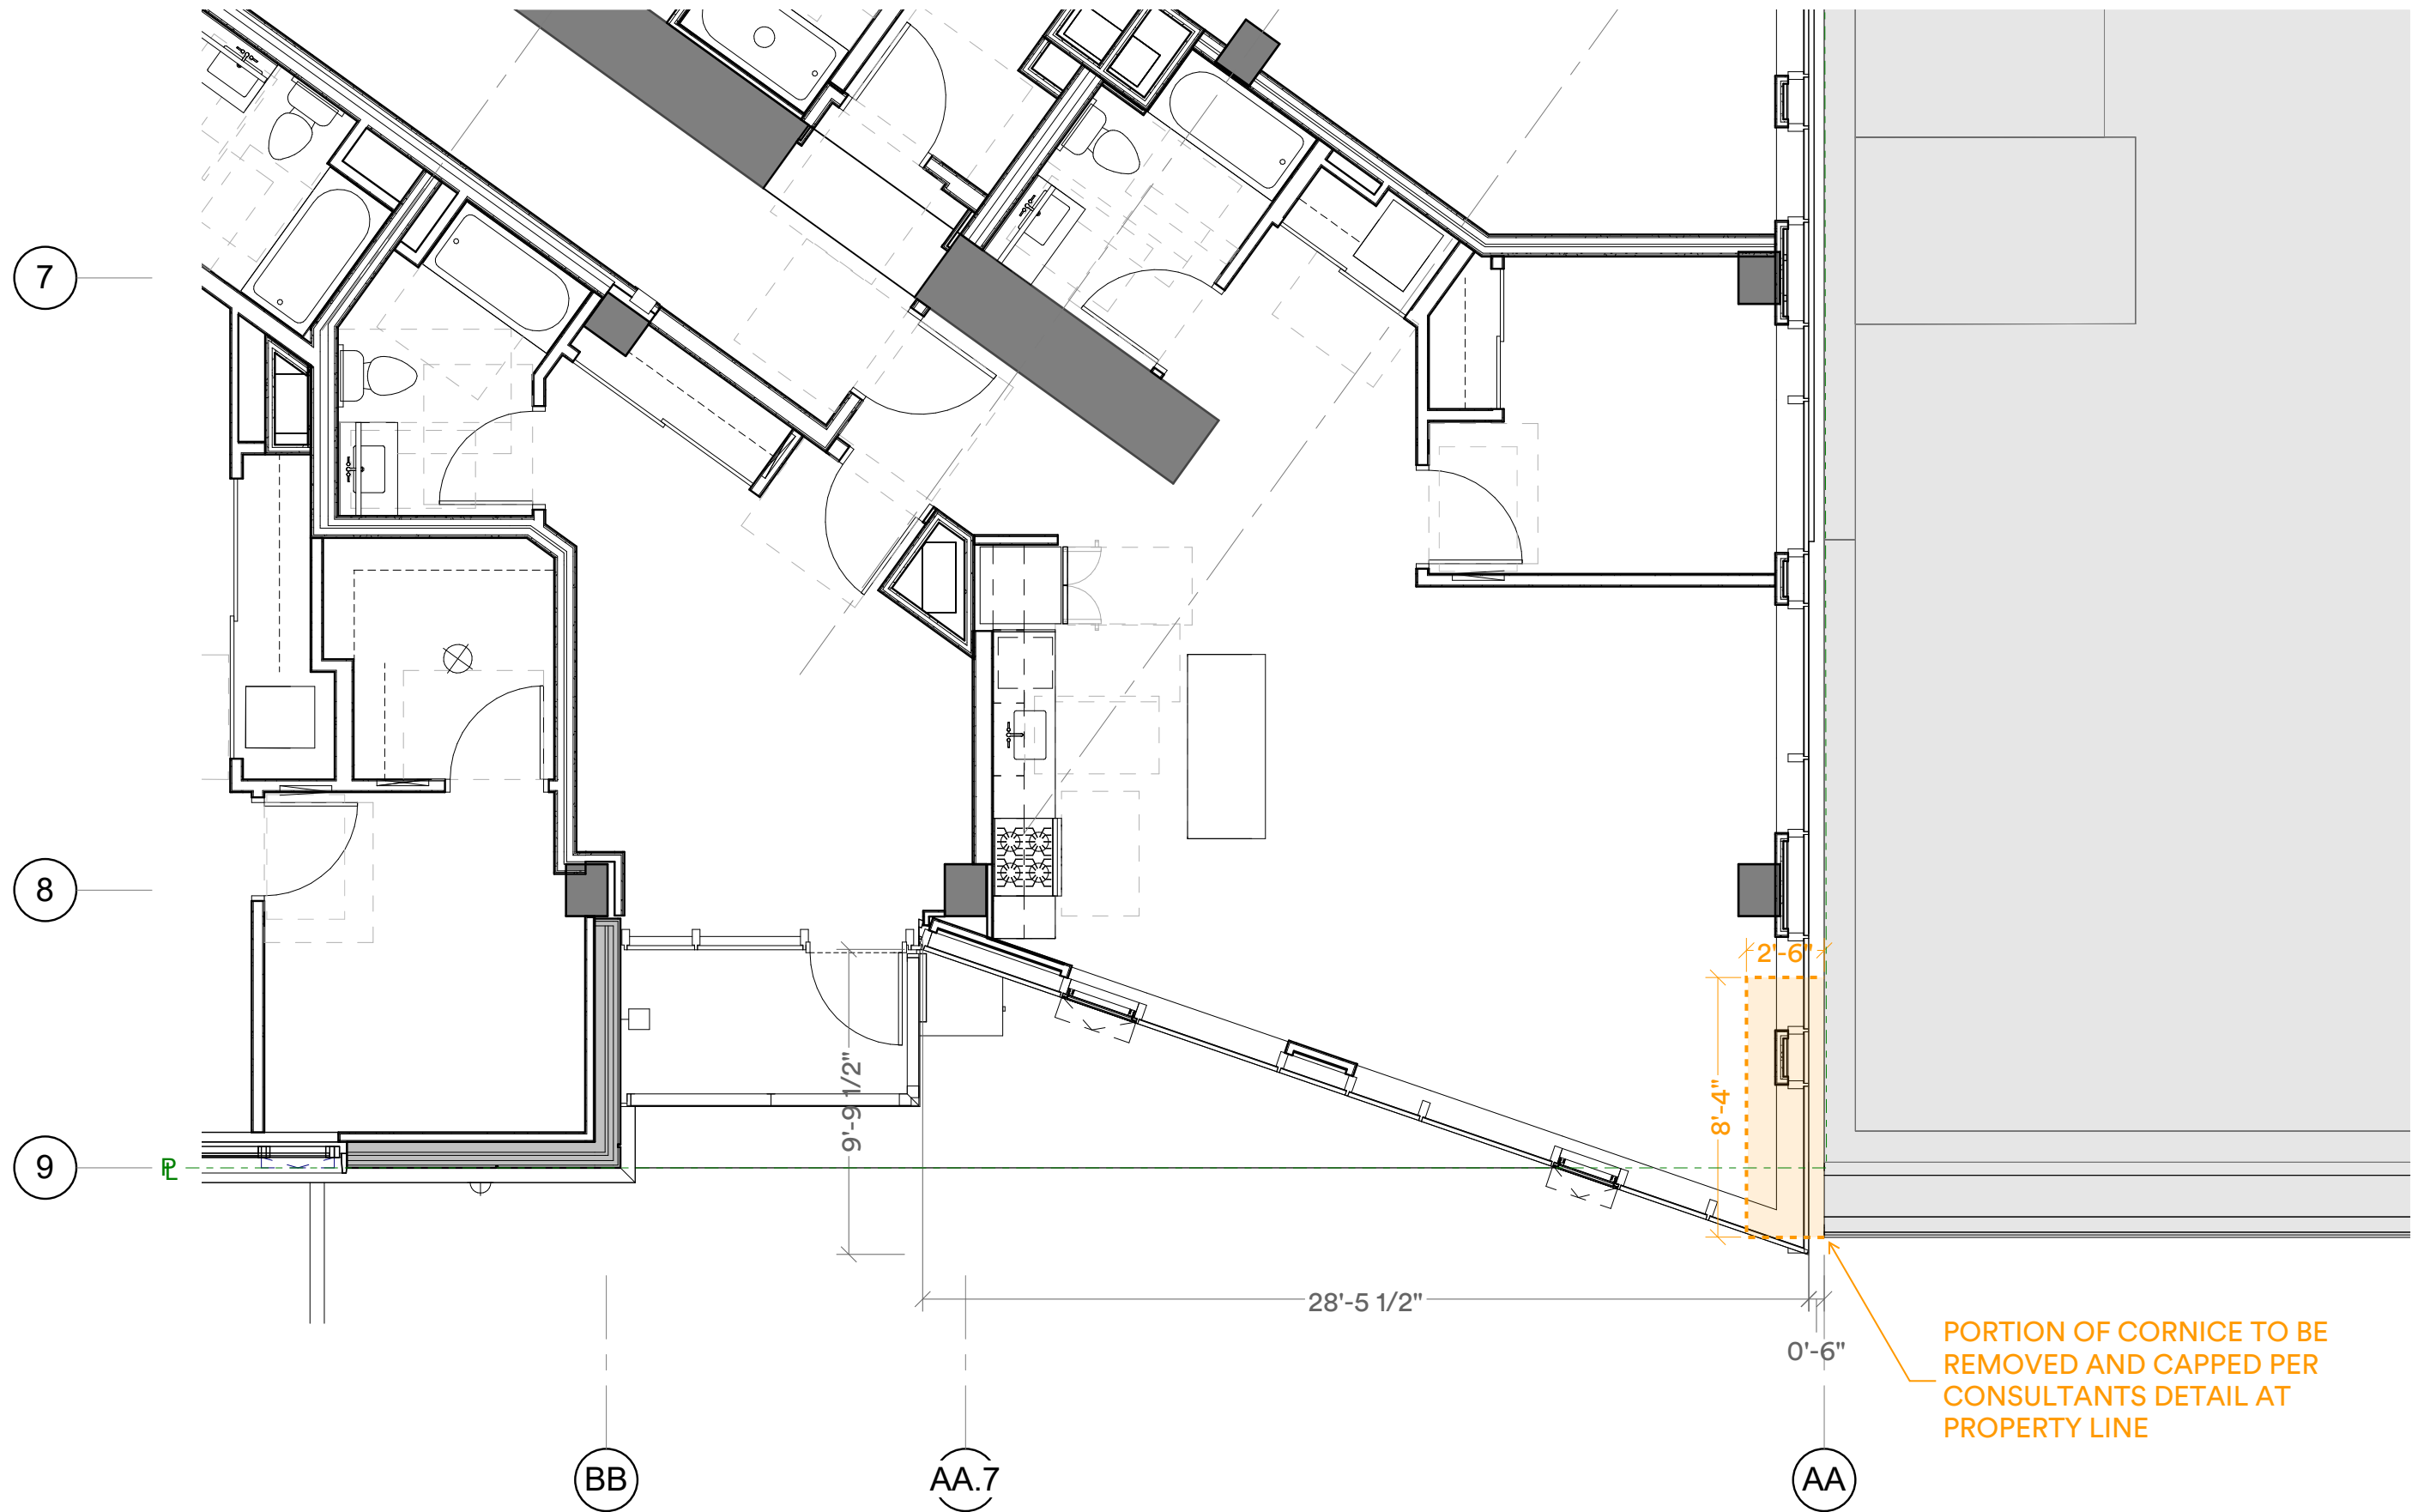 7
8
2'-6"
8'-4"
9'-9 1/2"
9
PL
28'-5 1/2"
0'-6"
PORTION OF CORNICE TO BE
REMOVED AND CAPPED PER
CONSULTANTS DETAIL AT
PROPERTY LINE
BB
AA.7
AA